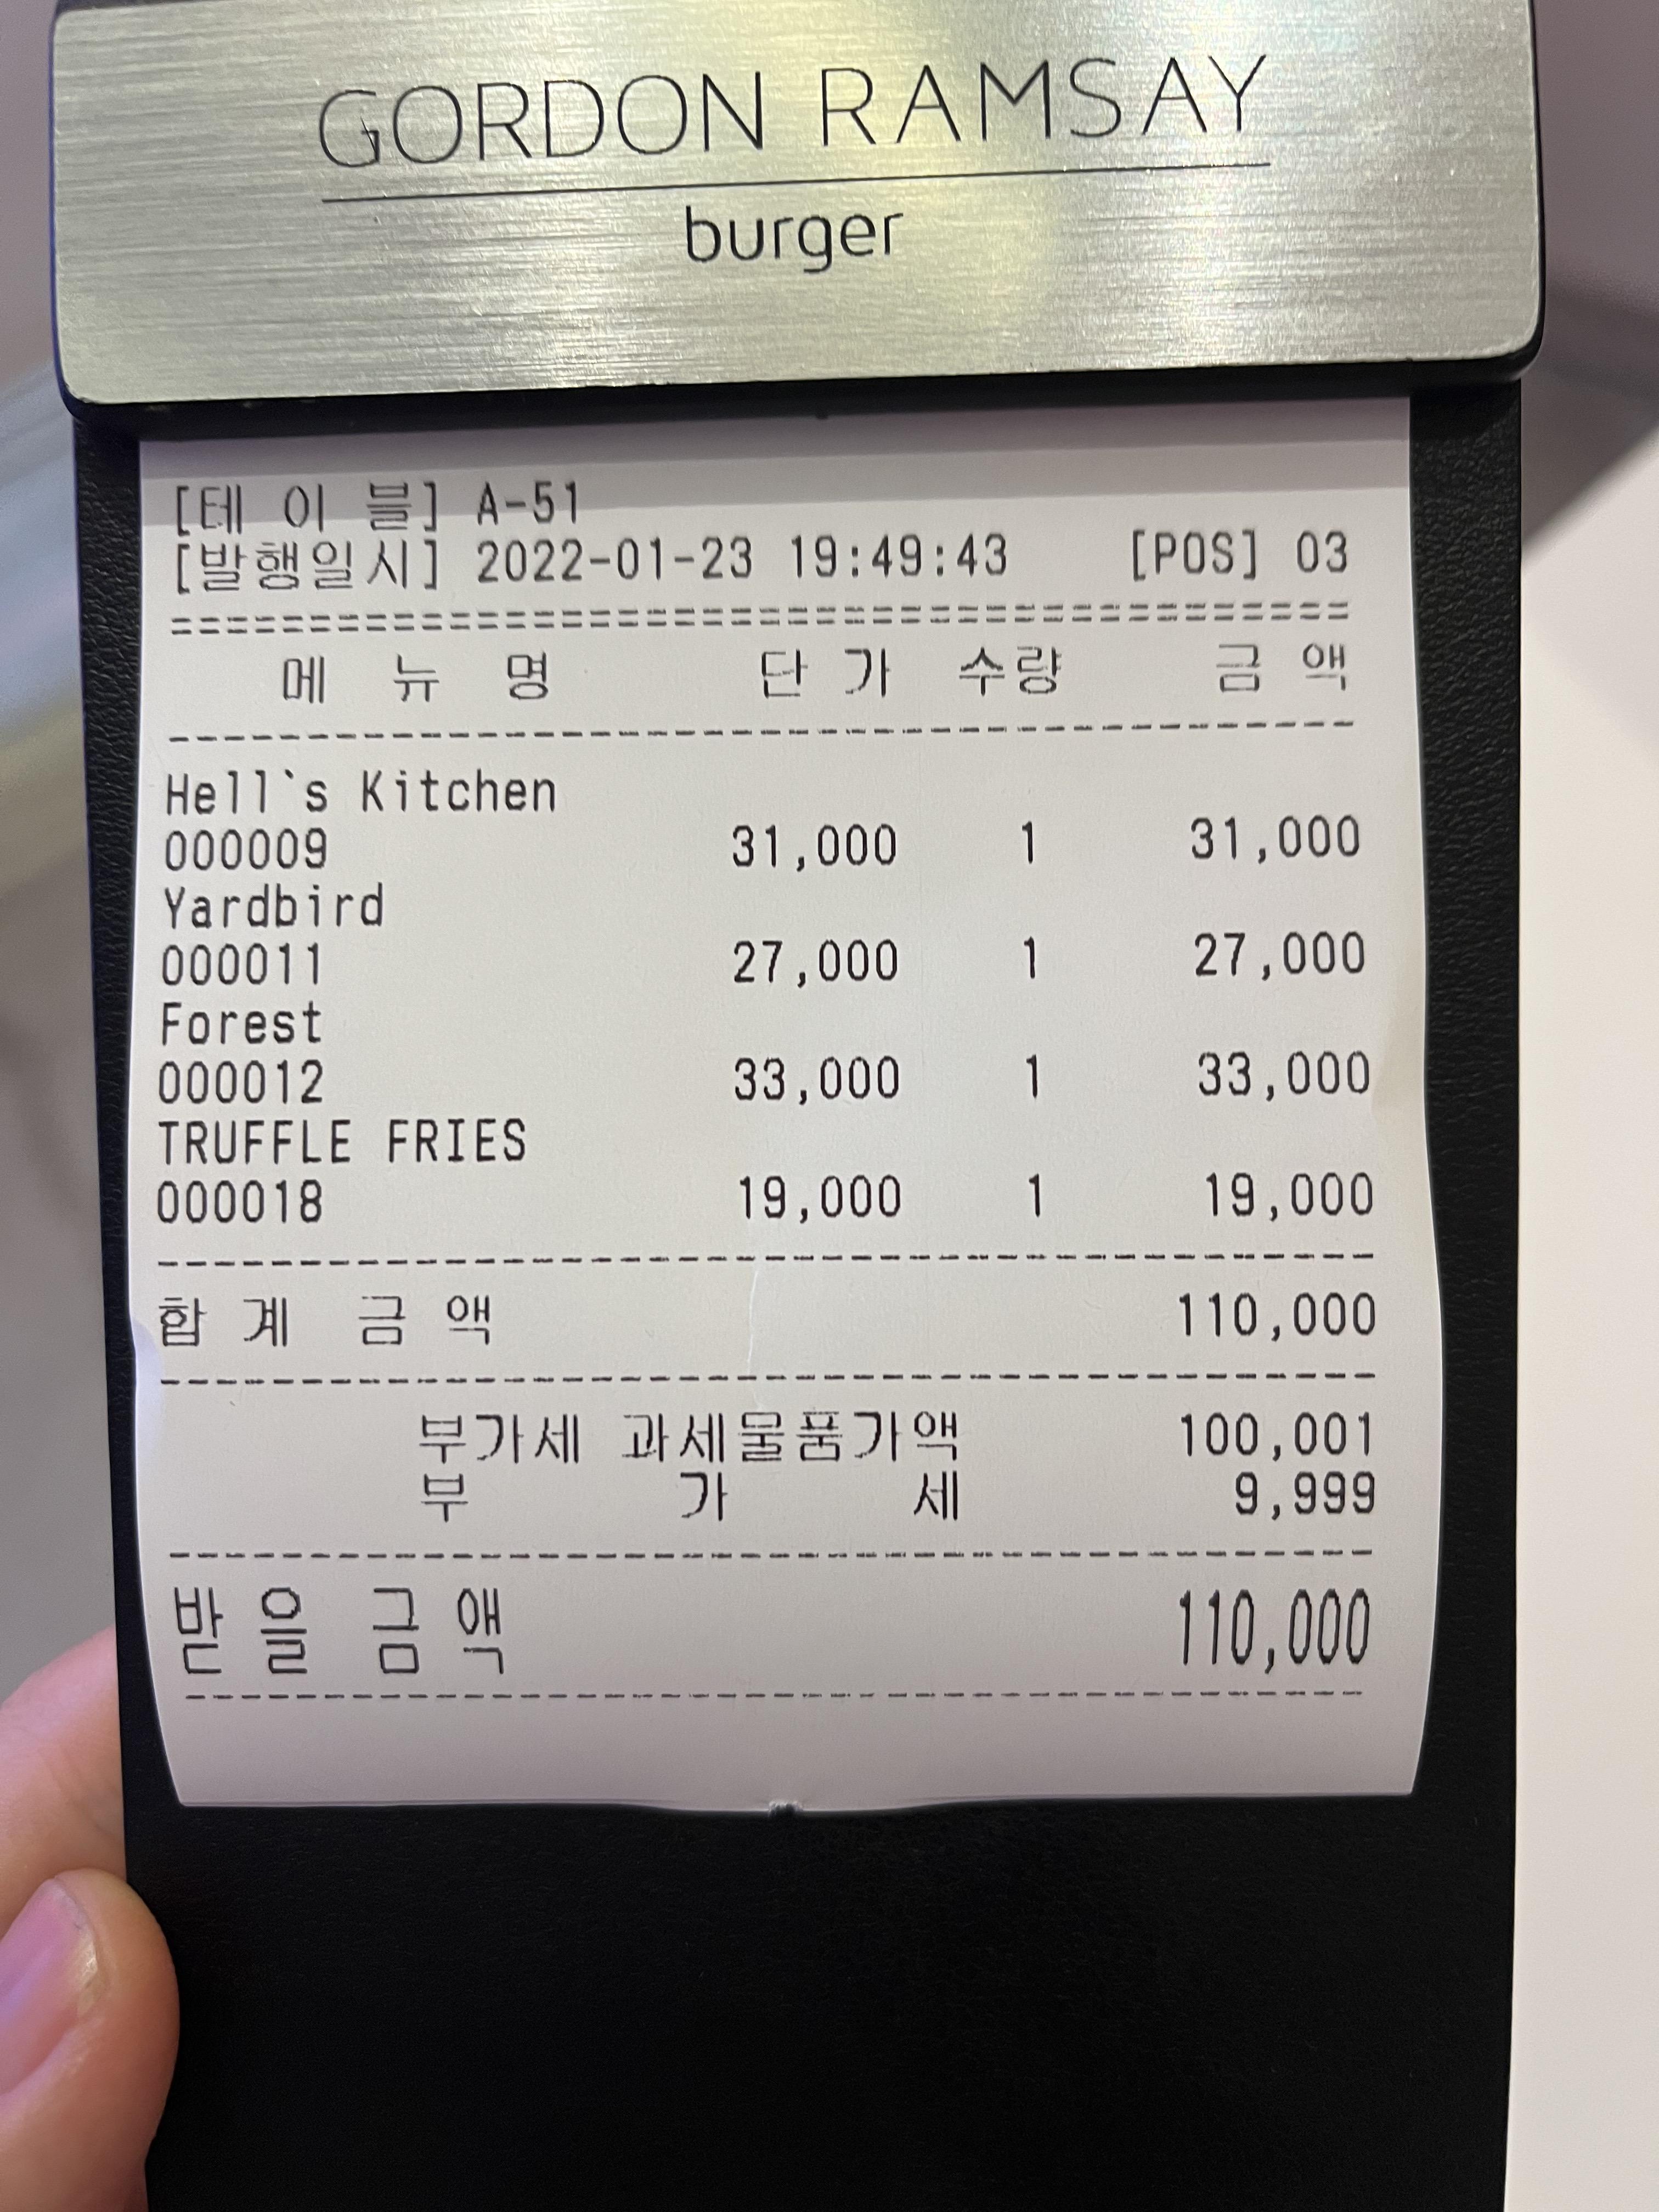 GORDON RAMSAY
burger
[테 이 블] A-51
[발행일시] 2022-01-23 19:49:43 [POS] 03
==========================================
메 뉴 명 단 가 수량 금 액
------------------------------------------
Hell`s Kitchen
000009 31,000 1 31,000
Yardbird
000011 27,000 1 27,000
Forest
000012 33,000 1 33,000
TRUFFLE FRIES
000018 19,000 1 19,000
------------------------------------------
합 계 금 액 110,000
------------------------------------------
부가세 과세물품가액 100,001
부 가 세 9,999
------------------------------------------
받 을 금 액 110,000
------------------------------------------